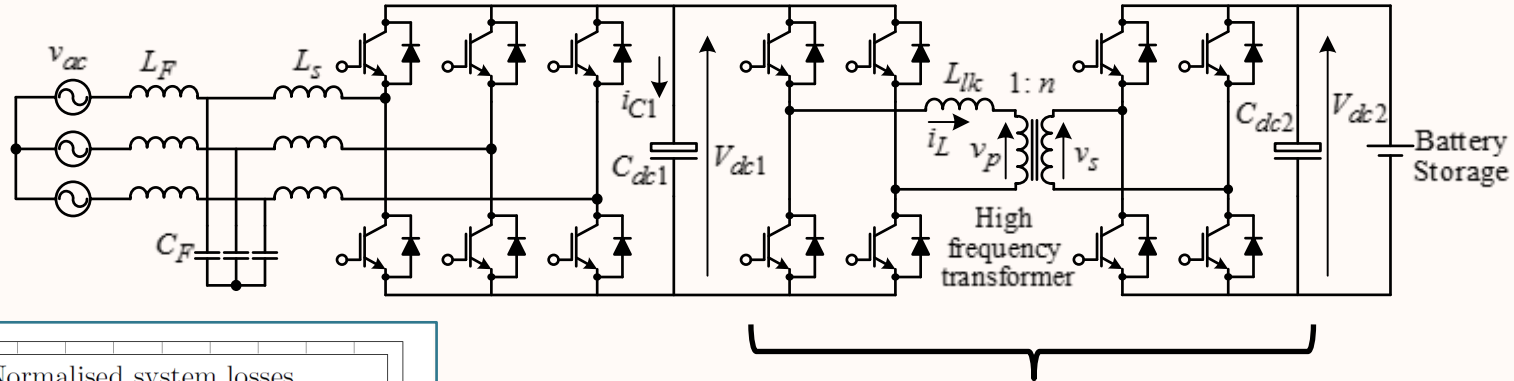 v_ac
L_F
L_s
C_F
i_C1
C_dc1
V_dc1
L_lk
1: n
i_L
v_p
v_s
High
frequency
transformer
C_dc2
V_dc2
Battery
Storage
Normalised system losses